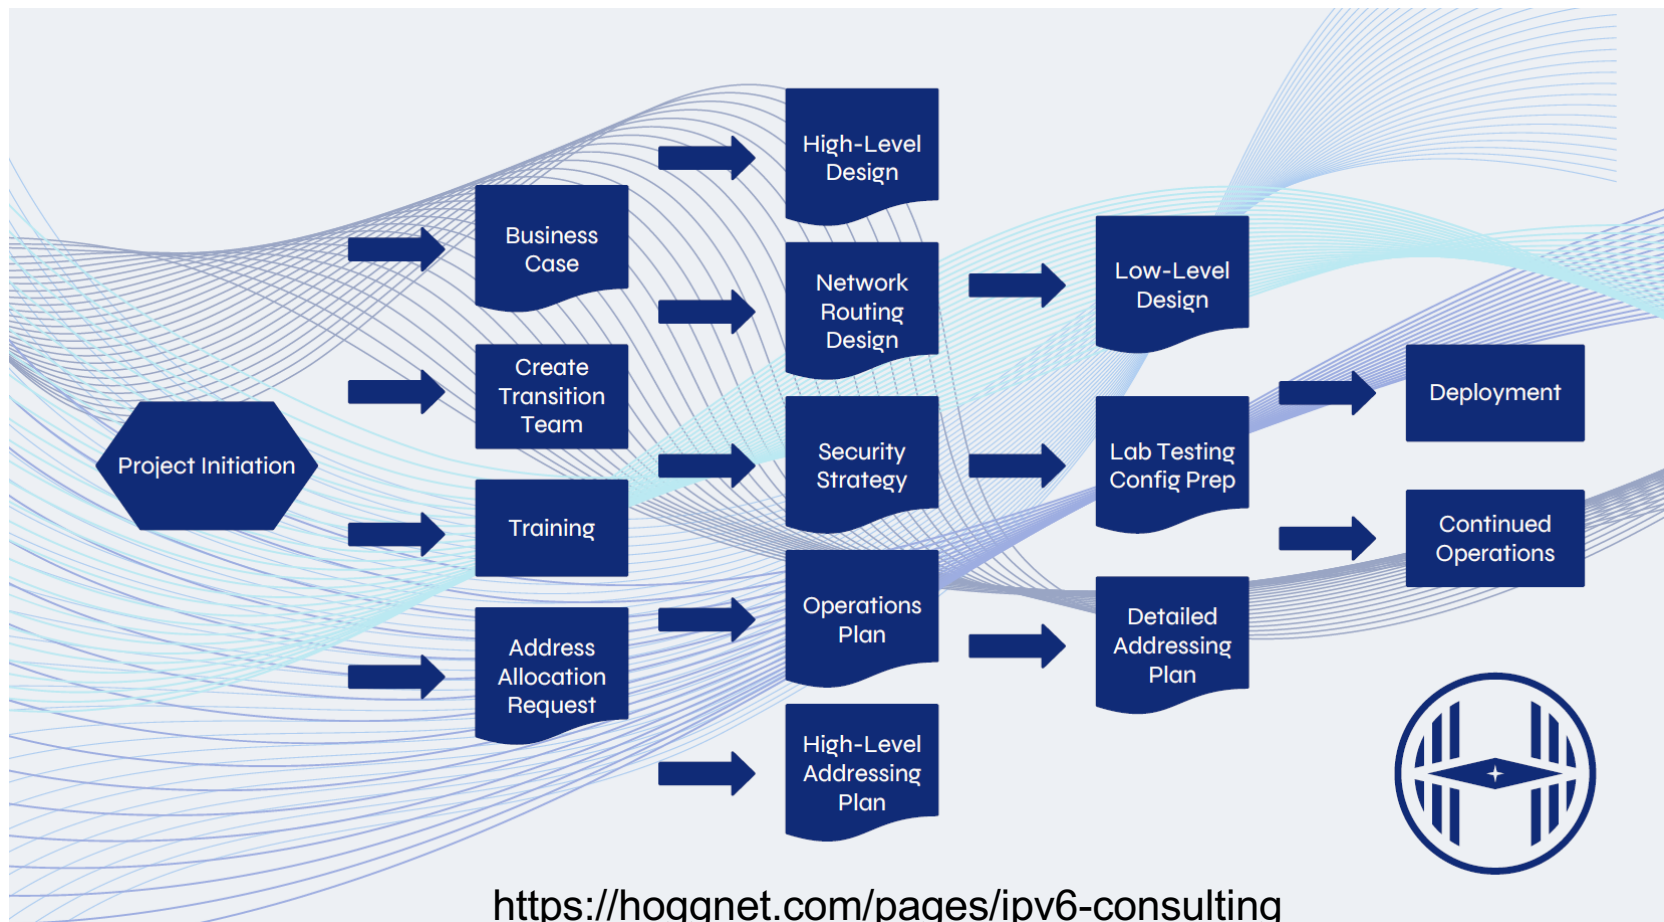 Project Initiation
Business
Case
Create
Transition
Team
Training
Address
Allocation
Request
High-Level
Design
Network
Routing
Design
Security
Strategy
Operations
Plan
High-Level
Addressing
Plan
Low-Level
Design
Lab Testing
Config Prep
Detailed
Addressing
Plan
Deployment
Continued
Operations
https://hoggnet.com/pages/ipv6-consulting